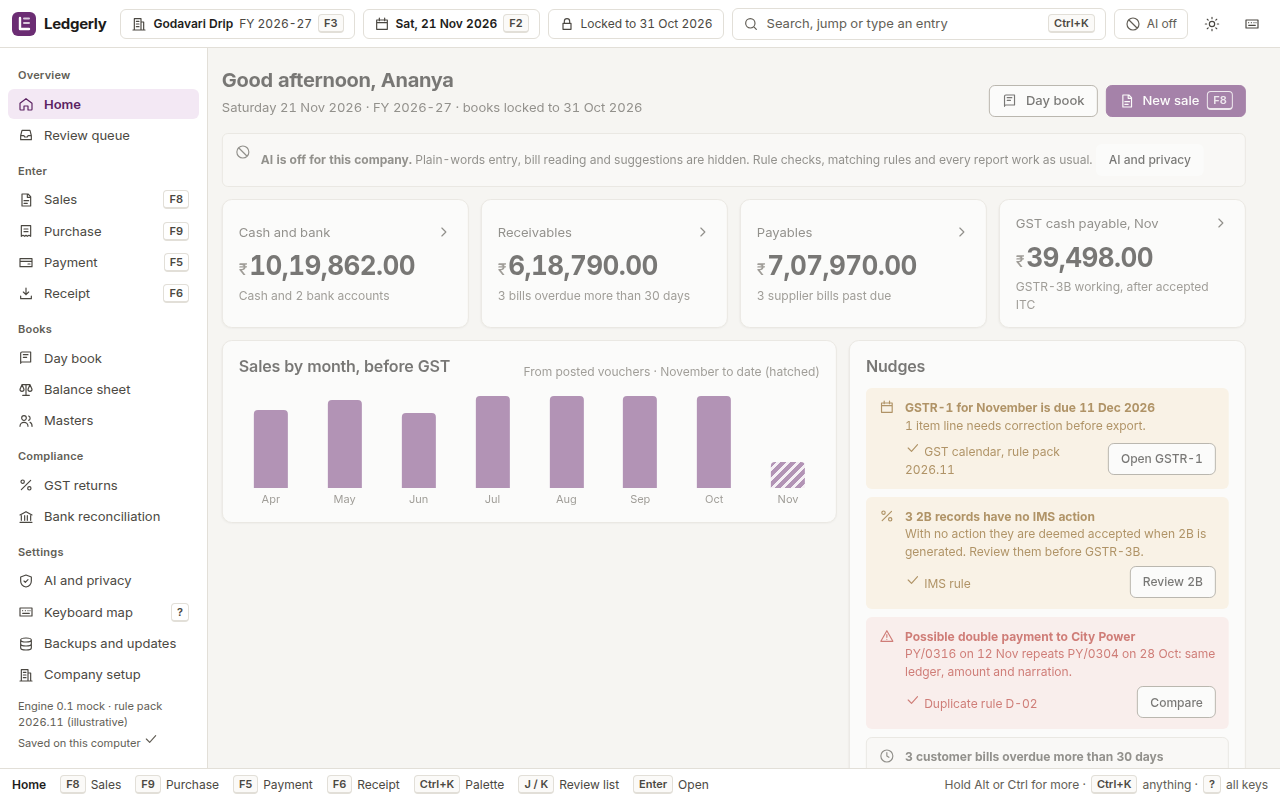 Ledgerly
Godavari Drip FY 2026-27 F3
Sat, 21 Nov 2026 F2
Locked to 31 Oct 2026
Search, jump or type an entry Ctrl+K
AI off
Overview
Home
Review queue
Enter
Sales F8
Purchase F9
Payment F5
Receipt F6
Books
Day book
Balance sheet
Masters
Compliance
GST returns
Bank reconciliation
Settings
AI and privacy
Keyboard map ?
Backups and updates
Company setup
Engine 0.1 mock · rule pack
2026.11 (illustrative)
Saved on this computer
Good afternoon, Ananya
Saturday 21 Nov 2026 · FY 2026-27 · books locked to 31 Oct 2026
Day book
New sale F8
AI is off for this company. Plain-words entry, bill reading and suggestions are hidden. Rule checks, matching rules and every report work as usual. AI and privacy
Cash and bank
₹10,19,862.00
Cash and 2 bank accounts
Receivables
₹6,18,790.00
3 bills overdue more than 30 days
Payables
₹7,07,970.00
3 supplier bills past due
GST cash payable, Nov
₹39,498.00
GST-3B working, after accepted
ITC
Sales by month, before GST
From posted vouchers · November to date (hatched)
Apr May Jun Jul Aug Sep Oct Nov
Nudges
GSTR-1 for November is due 11 Dec 2026
1 item line needs correction before export.
GST calendar, rule pack
2026.11
Open GSTR-1
3 2B records have no IMS action
With no action they are deemed accepted when 2B is
generated. Review them before GSTR-3B.
IMS rule
Review 2B
Possible double payment to City Power
PY/0316 on 12 Nov repeats PY/0304 on 28 Oct: same
ledger, amount and narration.
Duplicate rule D-02
Compare
3 customer bills overdue more than 30 days
Home F8 Sales F9 Purchase F5 Payment F6 Receipt Ctrl+K Palette J / K Review list Enter Open
Hold Alt or Ctrl for more · Ctrl+K anything · ? all keys